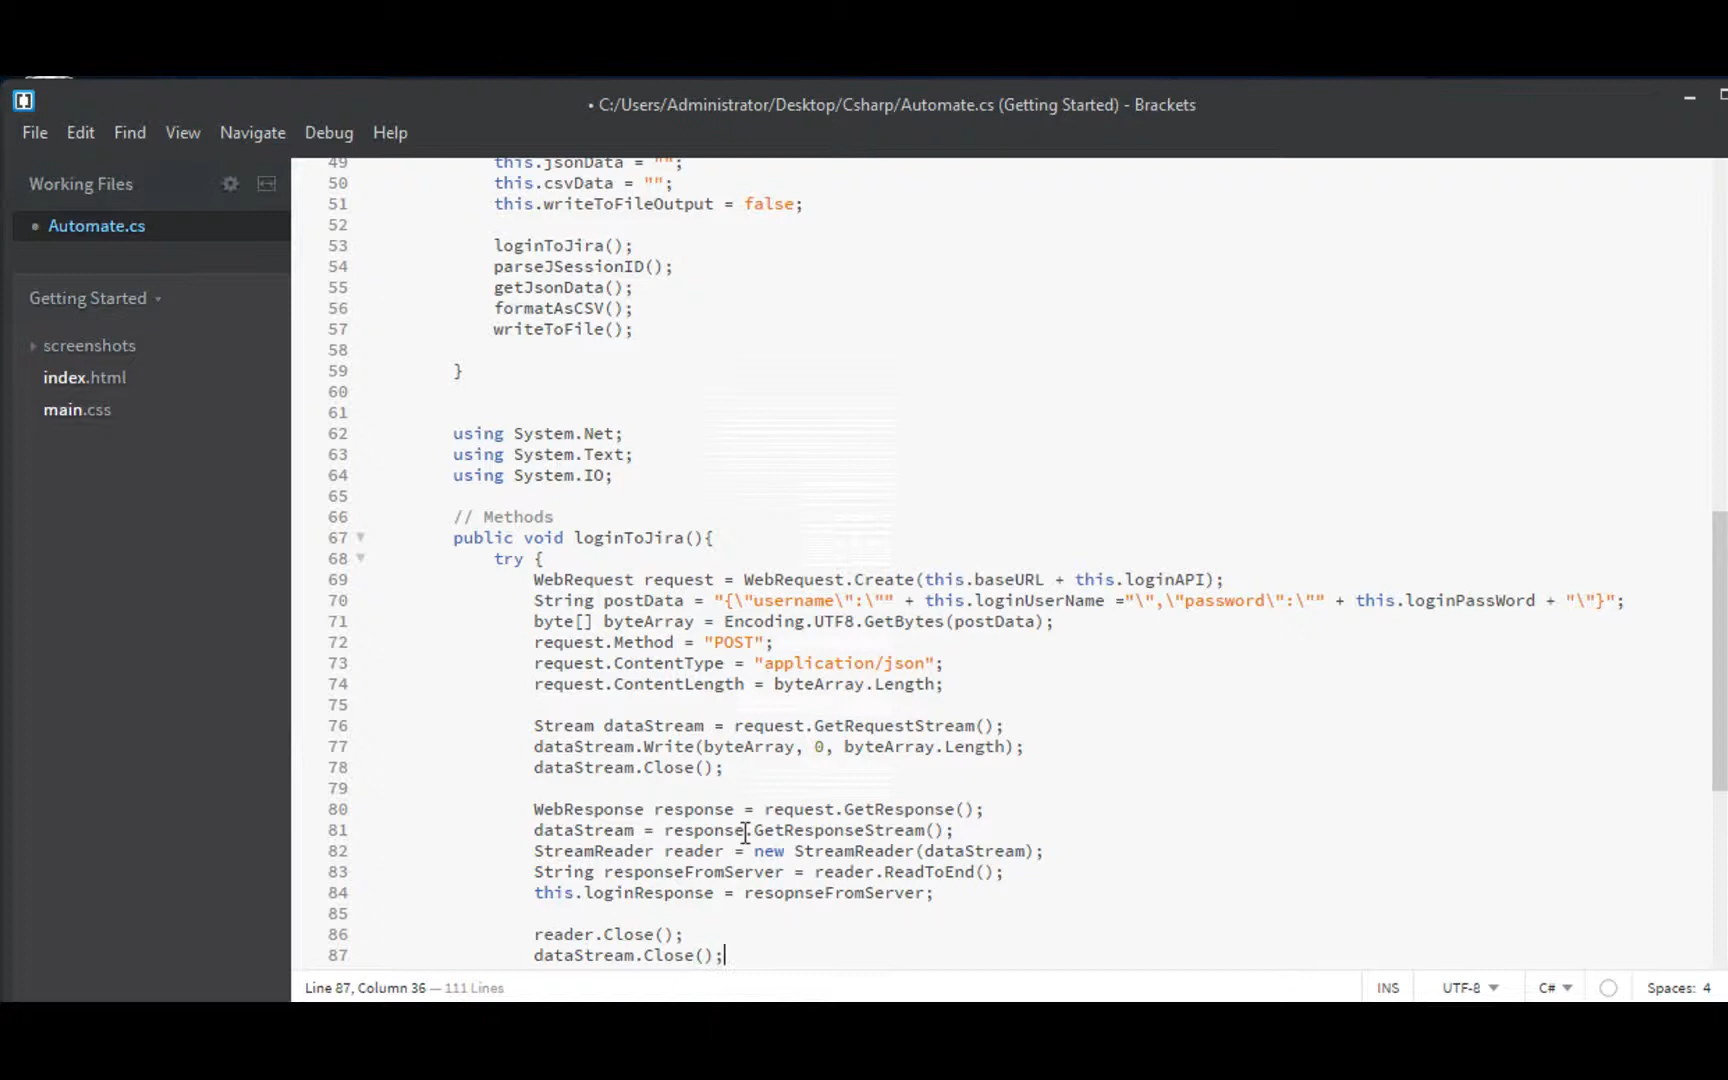 • C:/Users/Administrator/Desktop/Csharp/Automate.cs (Getting Started) - Brackets
File Edit Find View Navigate Debug Help
Working Files
• Automate.cs
Getting Started
screenshots
index.html
main.css
49 this.jsonData = "";
50 this.csvData = "";
51 this.writeToFileOutput = false;
52
53 loginToJira();
54 parseJSessionID();
55 getJsonData();
56 formatAsCSV();
57 writeToFile();
58
59 }
60
61
62 using System.Net;
63 using System.Text;
64 using System.IO;
65
66 // Methods
67 public void loginToJira(){
68 try {
69 WebRequest request = WebRequest.Create(this.baseURL + this.loginAPI);
70 String postData = "{\"username\":\"" + this.loginUserName ="\",\"password\":\"" + this.loginPassWord + "\"}";
71 byte[] byteArray = Encoding.UTF8.GetBytes(postData);
72 request.Method = "POST";
73 request.ContentType = "application/json";
74 request.ContentLength = byteArray.Length;
75
76 Stream dataStream = request.GetRequestStream();
77 dataStream.Write(byteArray, 0, byteArray.Length);
78 dataStream.Close();
79
80 WebResponse response = request.GetResponse();
81 dataStream = response.GetResponseStream();
82 StreamReader reader = new StreamReader(dataStream);
83 String responseFromServer = reader.ReadToEnd();
84 this.loginResponse = resopnseFromServer;
85
86 reader.Close();
87 dataStream.Close();
Line 87, Column 36 — 111 Lines
INS UTF-8 C# Spaces: 4